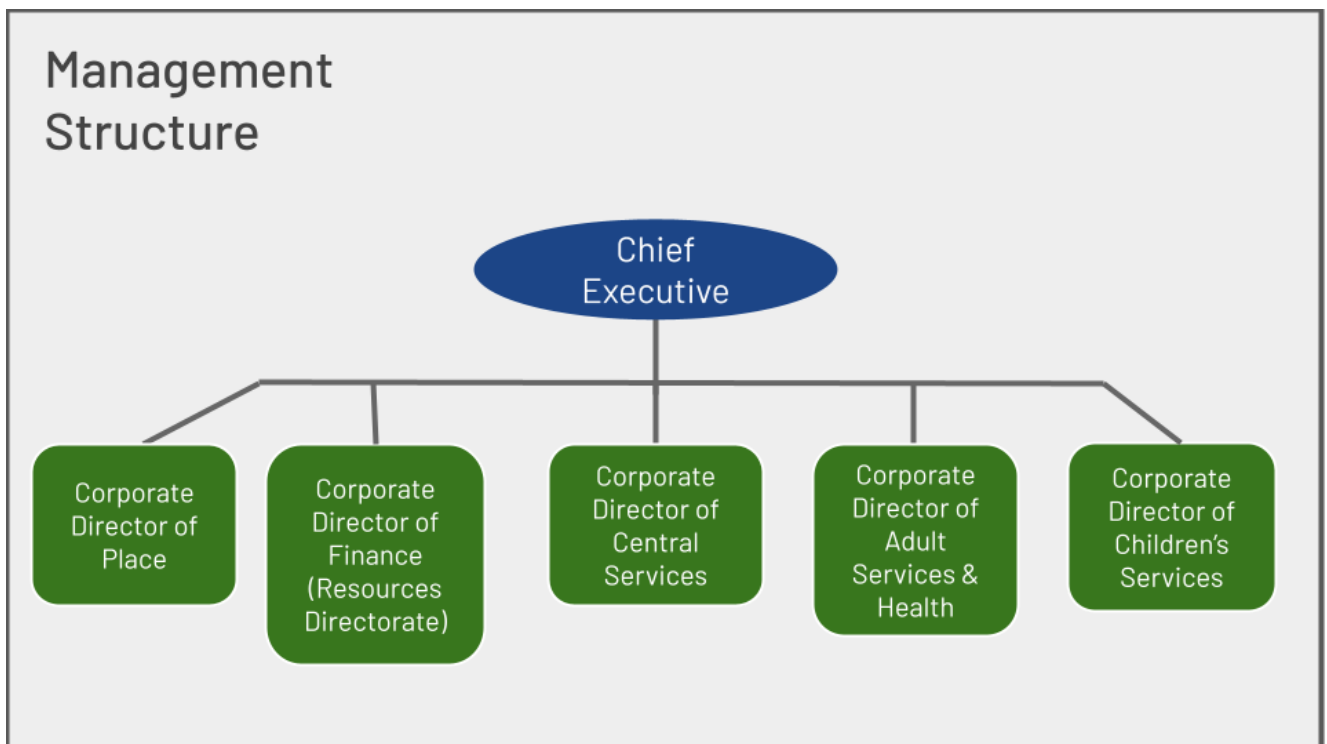 Management
Structure
Chief
Executive
Corporate
Director of
Place
Corporate
Director of
Finance
(Resources
Directorate)
Corporate
Director of
Central
Services
Corporate
Director of
Adult
Services &
Health
Corporate
Director of
Children’s
Services